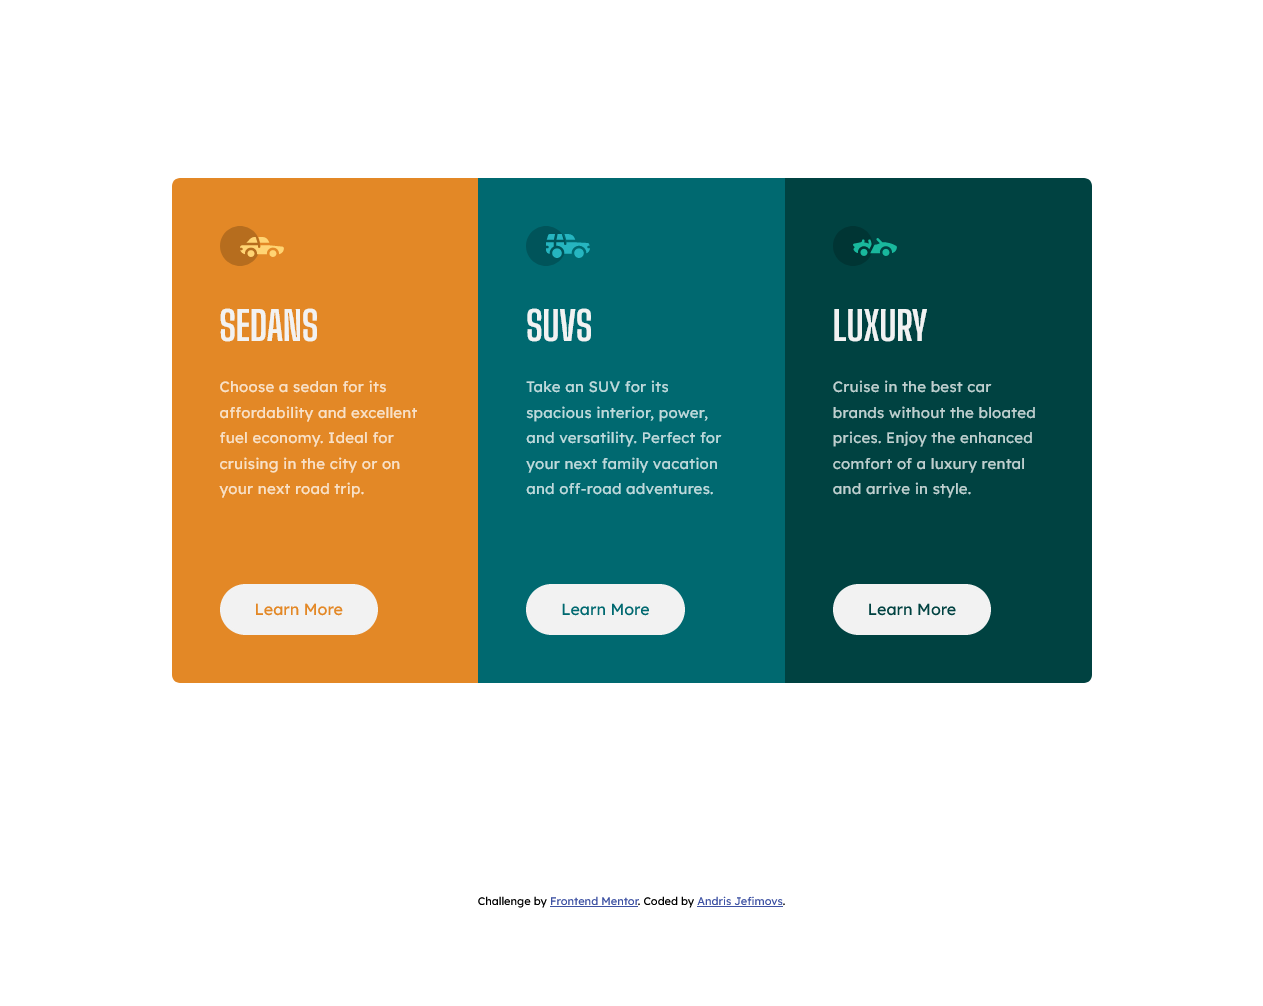 SEDANS
Choose a sedan for its
affordability and excellent
fuel economy. Ideal for
cruising in the city or on
your next road trip.
Learn More
SUVS
Take an SUV for its
spacious interior, power,
and versatility. Perfect for
your next family vacation
and off-road adventures.
Learn More
LUXURY
Cruise in the best car
brands without the bloated
prices. Enjoy the enhanced
comfort of a luxury rental
and arrive in style.
Learn More
Challenge by Frontend Mentor. Coded by Andris Jefimovs.